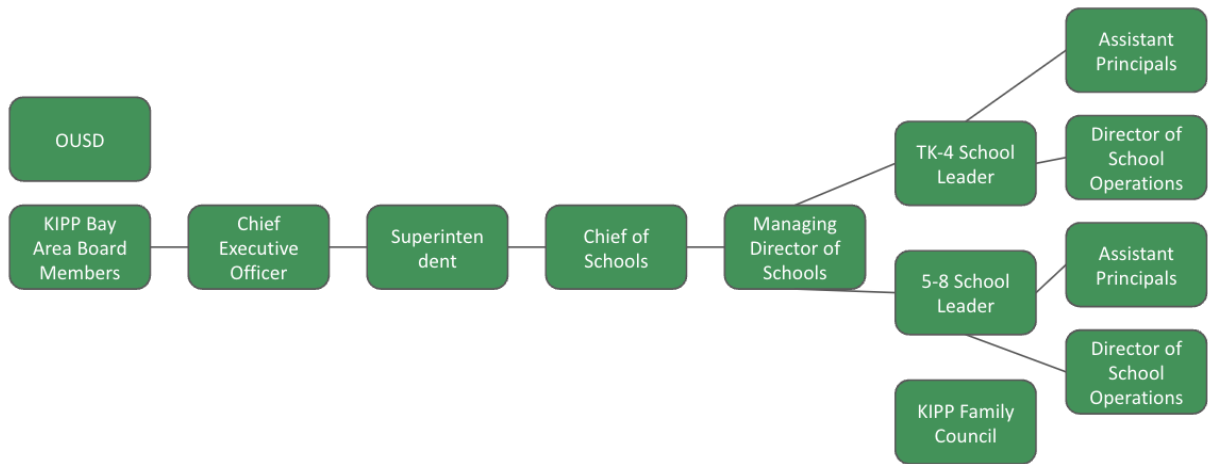 OUSD
KIPP Bay
Area Board
Members
Chief
Executive
Officer
Superinten
dent
Chief of
Schools
Managing
Director of
Schools
TK-4 School
Leader
Assistant
Principals
Director of
School
Operations
5-8 School
Leader
Assistant
Principals
Director of
School
Operations
KIPP Family
Council